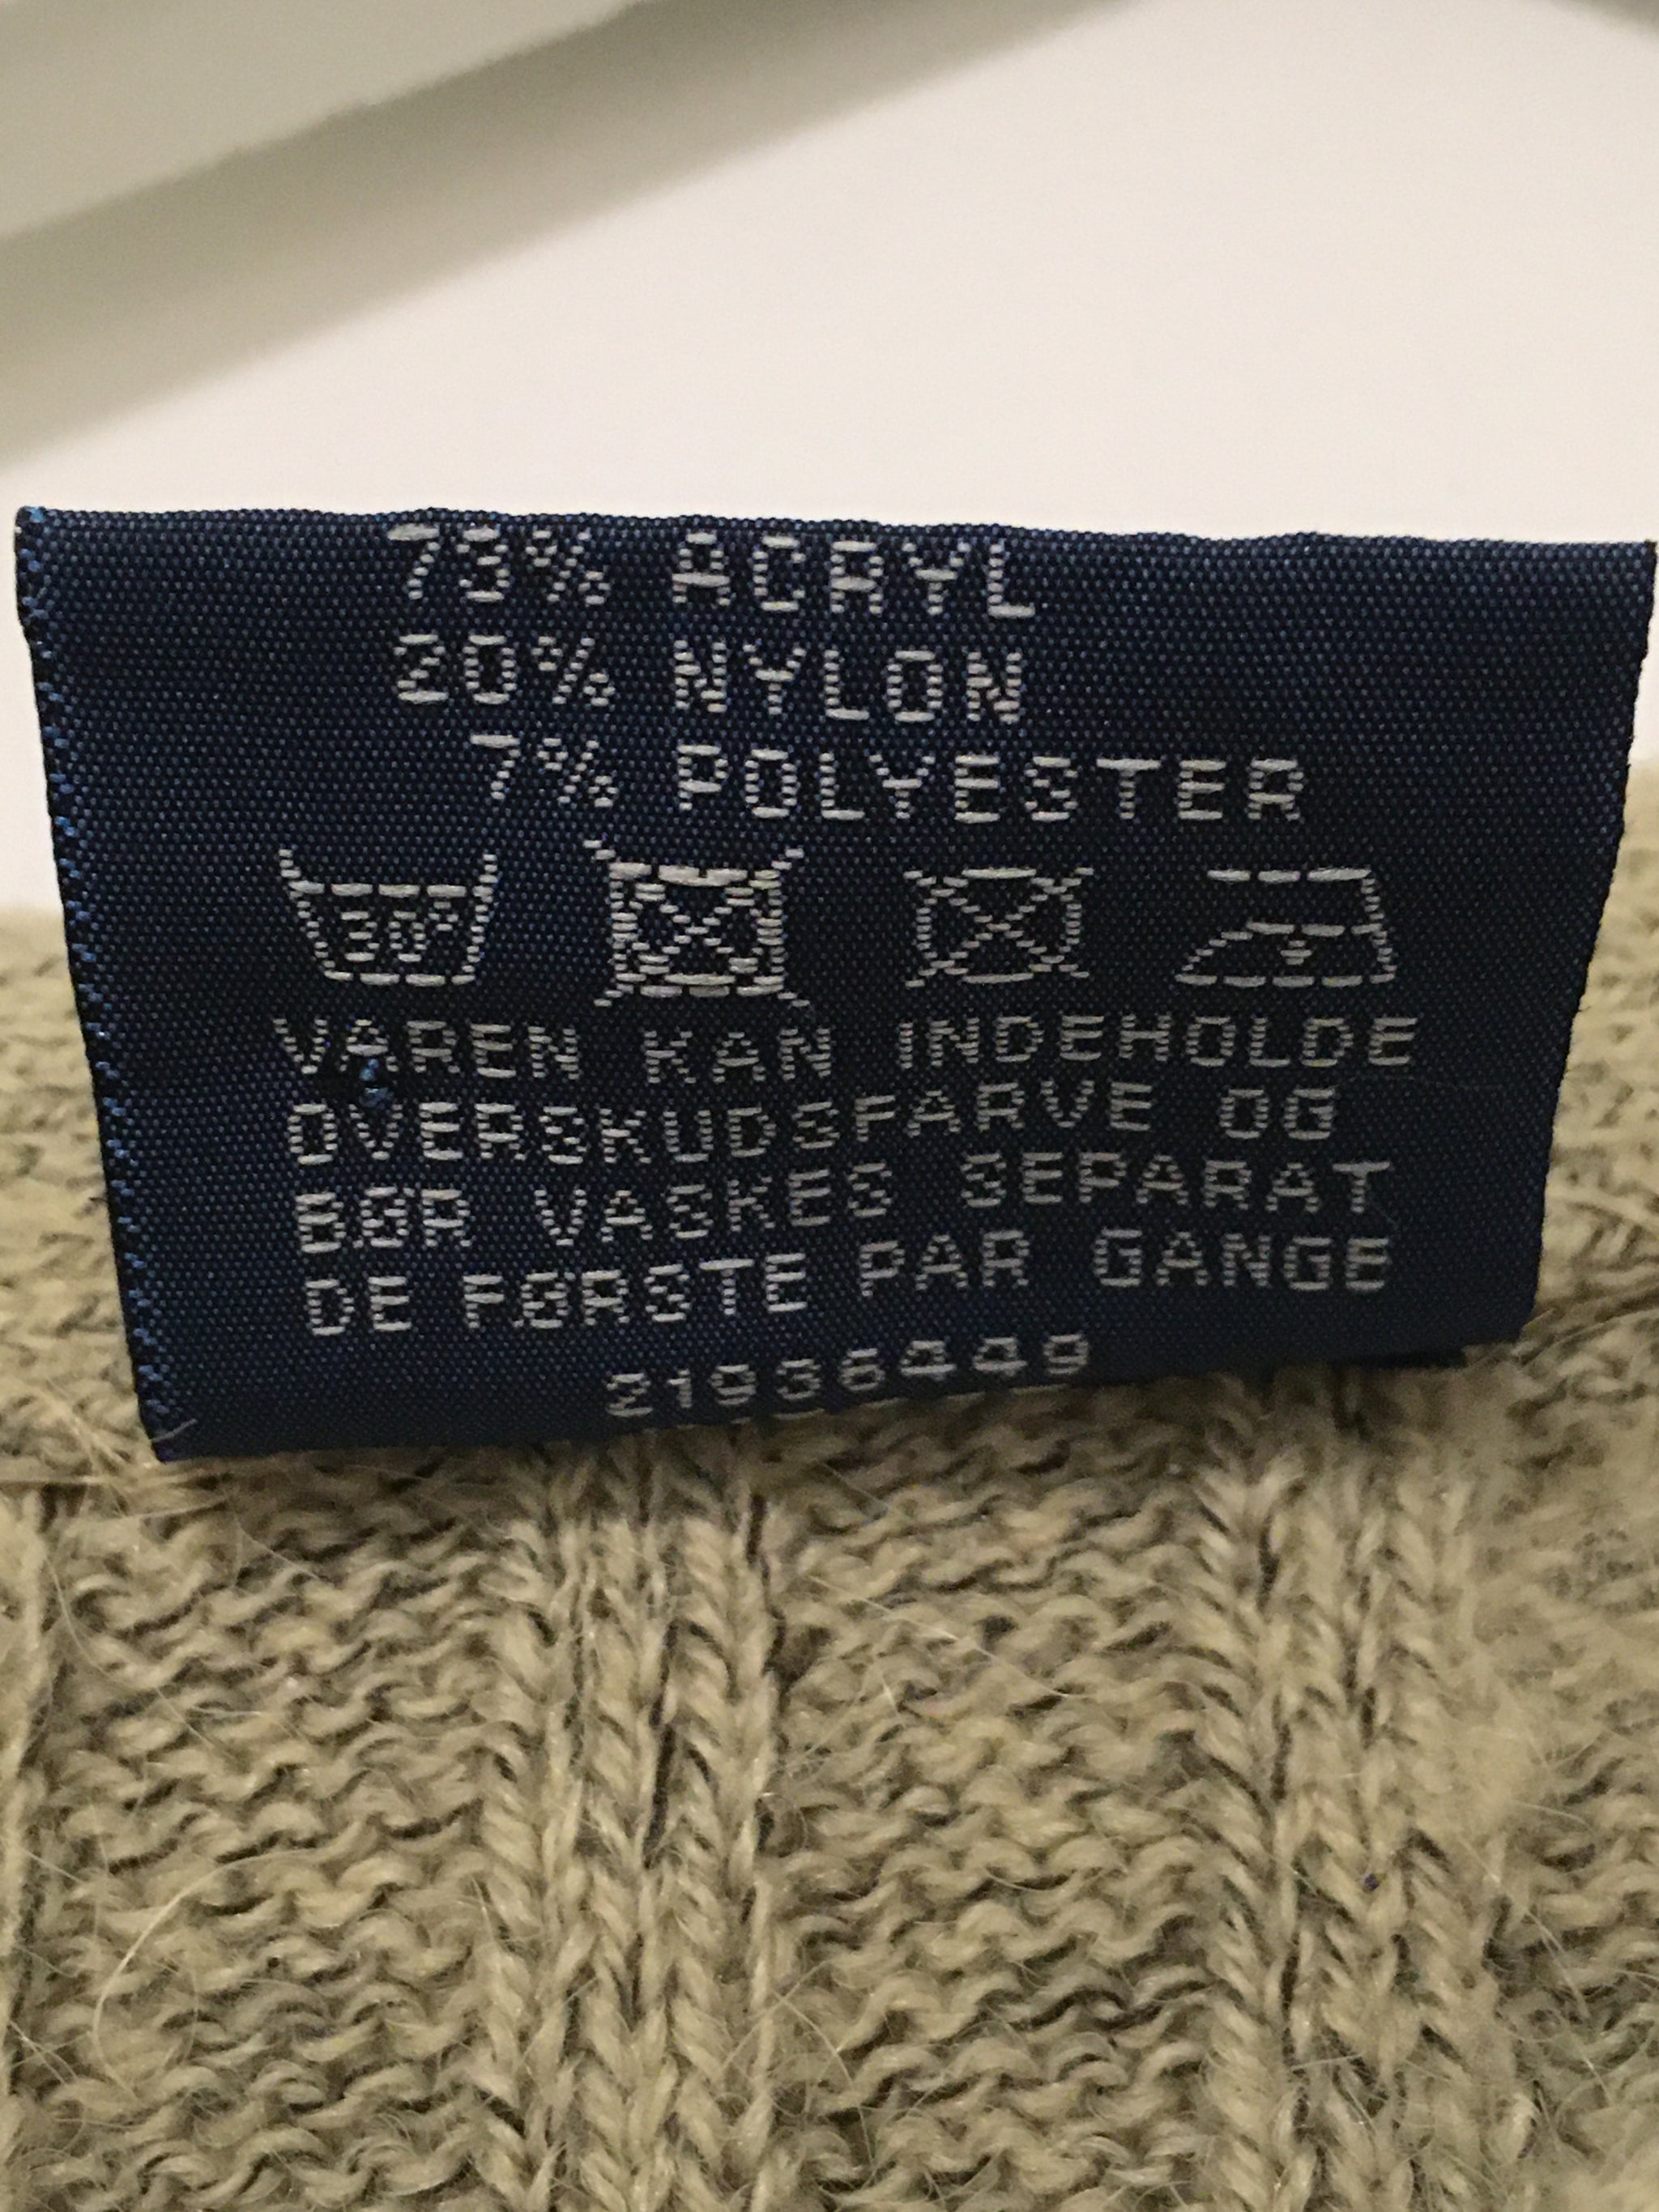 73% ACRYL
20% NYLON
7% POLYESTER
30°
VAREN KAN INDEHOLDE
OVERSKUDSFARVE OG
BØR VASKES SEPARAT
DE FØRSTE PAR GANGE
21936449